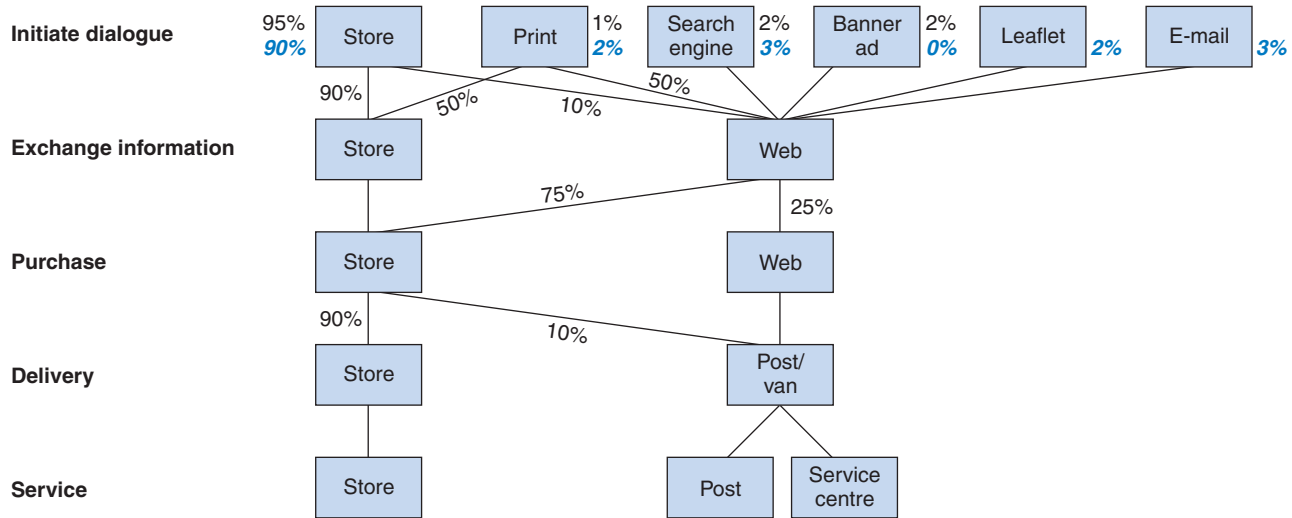 Initiate dialogue
95%
90%
Store
Print
1%
2%
Search
engine
2%
3%
Banner
ad
2%
0%
Leaflet
2%
E-mail
3%
90%
50%
10%
50%
Exchange information
Store
Web
75%
25%
Purchase
Store
Web
90%
10%
Delivery
Store
Post/
van
Service
Store
Post
Service
centre